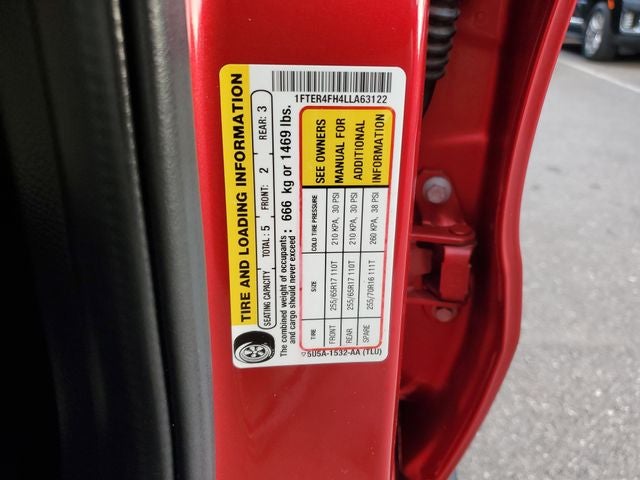 1FTER4FH4LLA63122
TIRE AND LOADING INFORMATION
SEATING CAPACITY TOTAL: 5 FRONT: 2 REAR: 3
The combined weight of occupants : 666 kg or 1469 lbs.
and cargo should never exceed
TIRE SIZE COLD TIRE PRESSURE
FRONT 255/65R17 110T 210 KPA, 30 PSI
REAR 255/65R17 110T 210 KPA, 30 PSI
SPARE 255/70R16 111T 260 KPA, 38 PSI
SEE OWNERS
MANUAL FOR
ADDITIONAL
INFORMATION
5U5A-1532-AA (TLU)